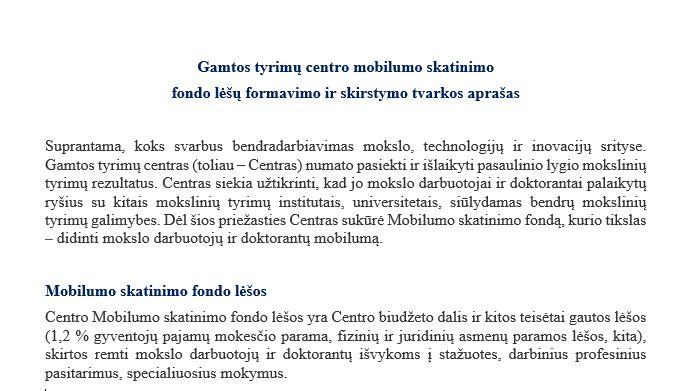 Gamtos tyrimų centro mobilumo skatinimo
fondo lėšų formavimo ir skirstymo tvarkos aprašas
Suprantama, koks svarbus bendradarbiavimas mokslo, technologijų ir inovacijų srityse.
Gamtos tyrimų centras (toliau – Centras) numato pasiekti ir išlaikyti pasaulinio lygio mokslinių
tyrimų rezultatus. Centras siekia užtikrinti, kad jo mokslo darbuotojai ir doktorantai palaikytų
ryšius su kitais mokslinių tyrimų institutais, universitetais, siūlydamas bendrų mokslinių
tyrimų galimybes. Dėl šios priežasties Centras sukūrė Mobilumo skatinimo fondą, kurio tikslas
– didinti mokslo darbuotojų ir doktorantų mobilumą.
Mobilumo skatinimo fondo lėšos
Centro Mobilumo skatinimo fondo lėšos yra Centro biudžeto dalis ir kitos teisėtai gautos lėšos
(1,2 % gyventojų pajamų mokesčio parama, fizinių ir juridinių asmenų paramos lėšos, kita),
skirtos remti mokslo darbuotojų ir doktorantų išvykoms į stažuotes, darbinius profesinius
pasitarimus, specialiuosius mokymus.